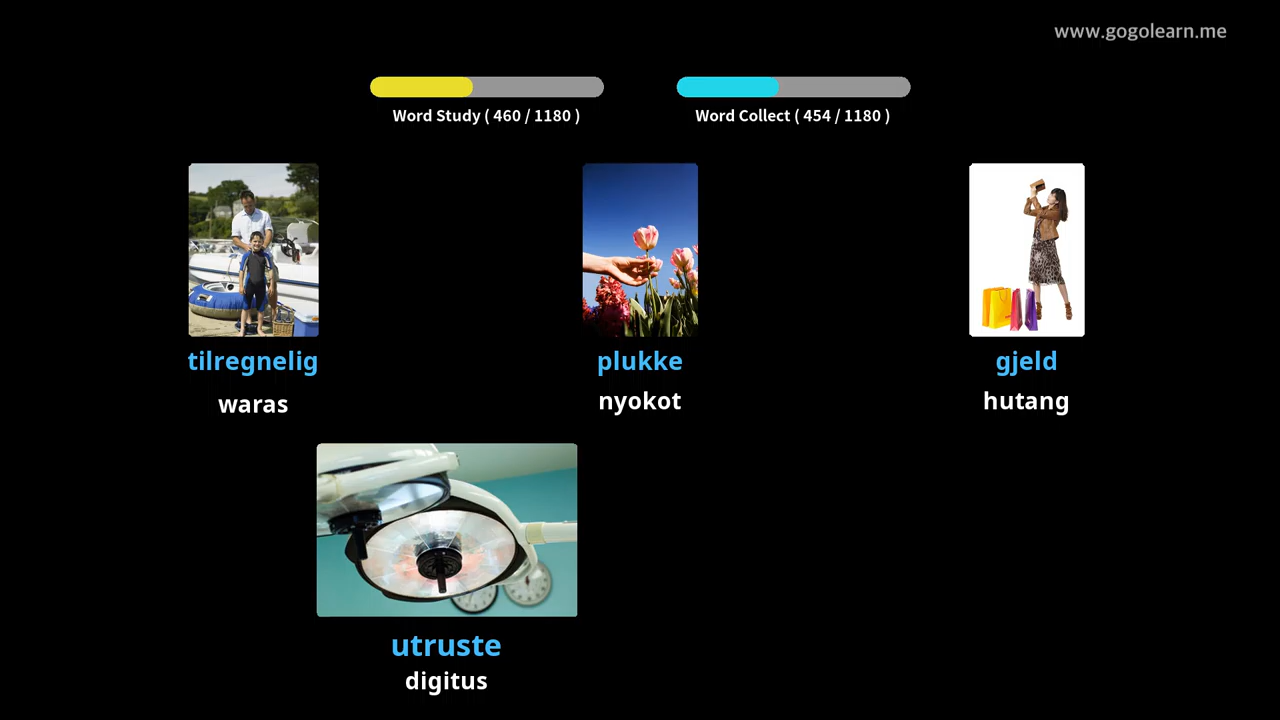 www.gogolearn.me
Word Study ( 460 / 1180 )
Word Collect ( 454 / 1180 )
tilregnelig
waras
plukke
nyokot
gjeld
hutang
utruste
digitus